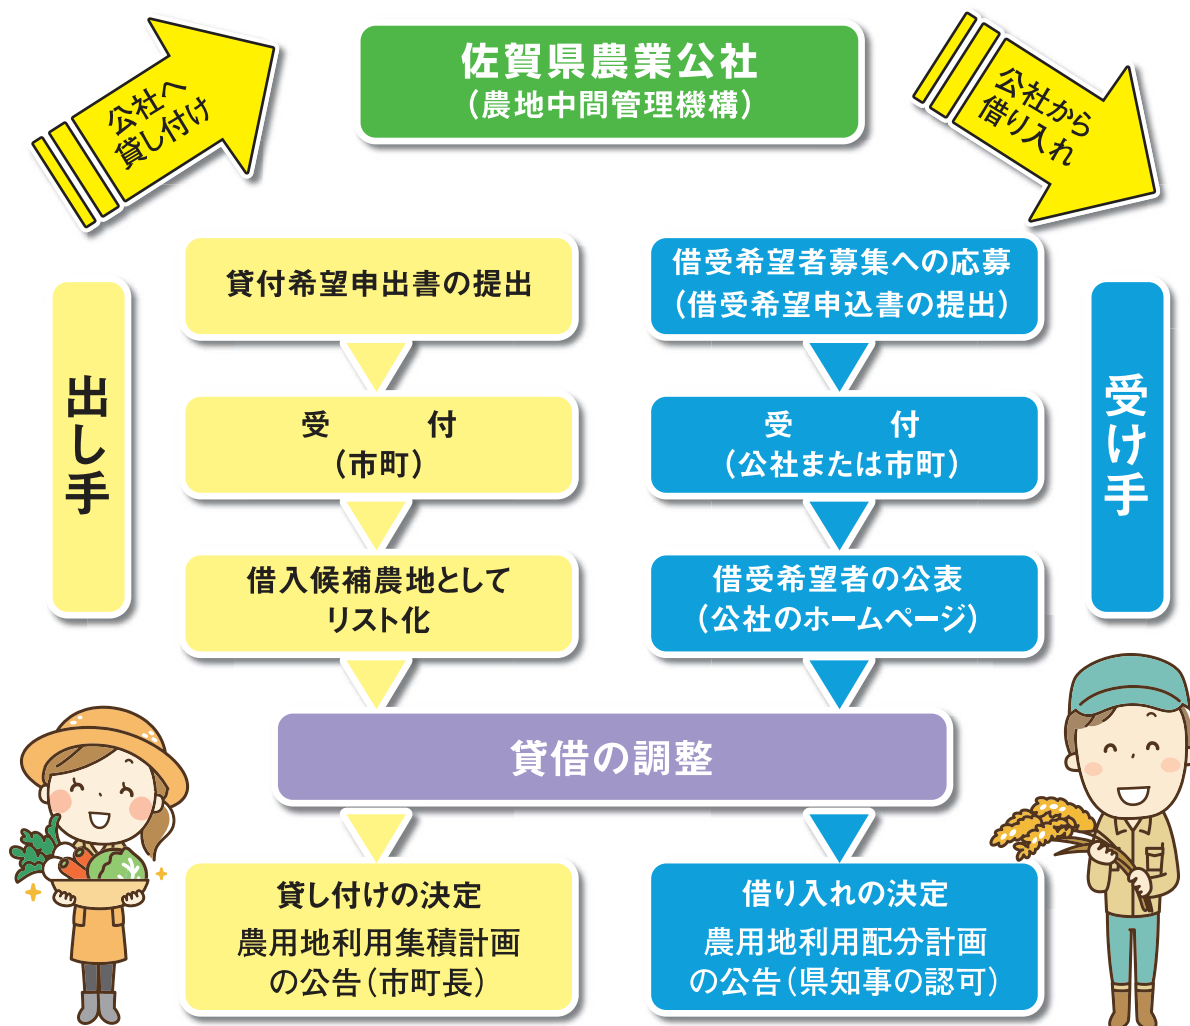 佐賀県農業公社
（農地中間管理機構）
公社へ
貸し付け
公社から
借り入れ
出し手
貸付希望申出書の提出
受　付
（市町）
借入候補農地として
リスト化
受け手
借受希望者募集への応募
（借受希望申込書の提出）
受　付
（公社または市町）
借受希望者の公表
（公社のホームページ）
貸借の調整
貸し付けの決定
農用地利用集積計画
の公告（市町長）
借り入れの決定
農用地利用配分計画
の公告（県知事の認可）